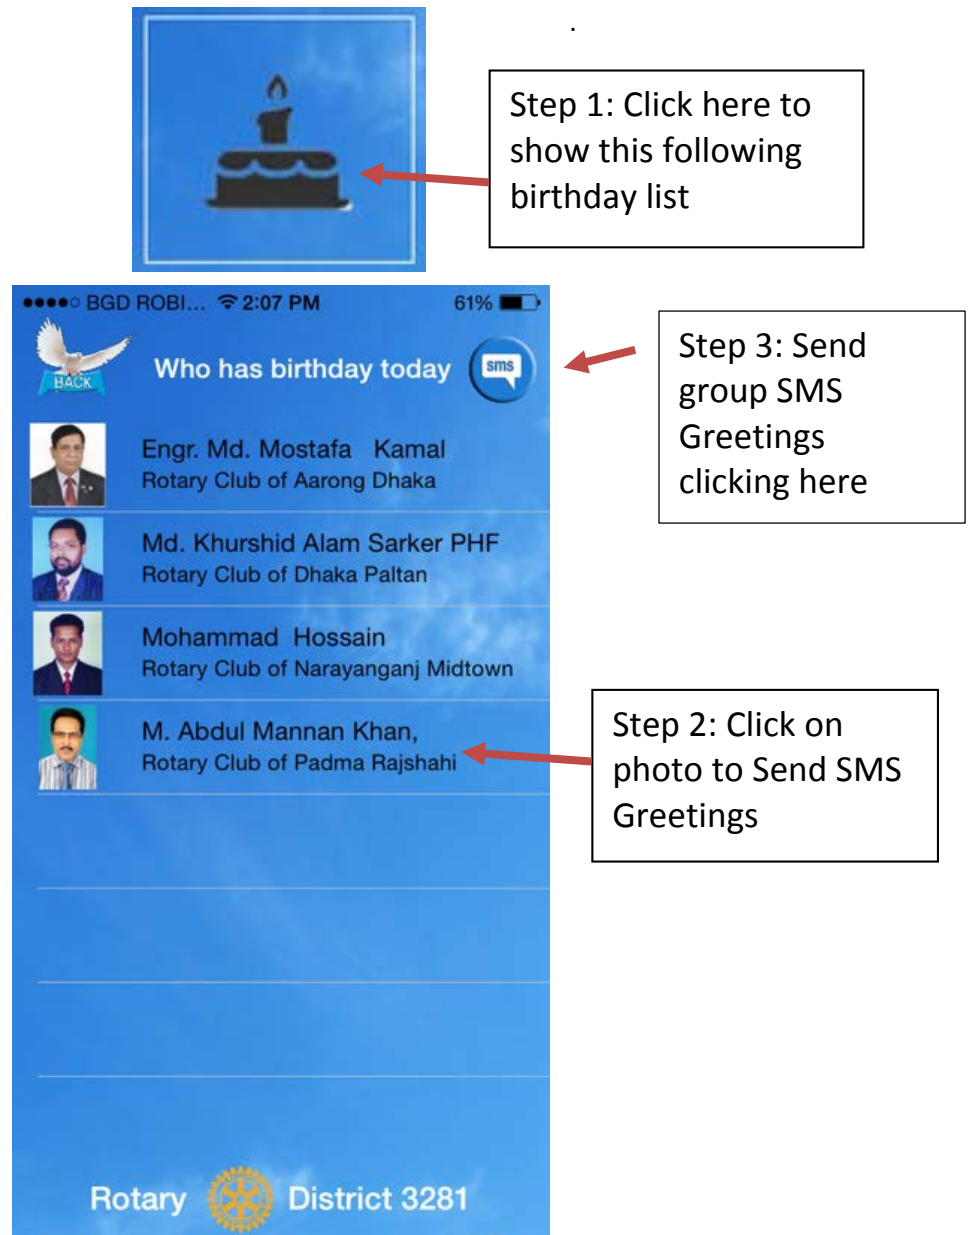 .
Step 1: Click here to
show this following
birthday list
BGD ROBI... 2:07 PM 61%
BACK
Who has birthday today
sms
Step 3: Send
group SMS
Greetings
clicking here
Engr. Md. Mostafa Kamal
Rotary Club of Aarong Dhaka
Md. Khurshid Alam Sarker PHF
Rotary Club of Dhaka Paltan
Mohammad Hossain
Rotary Club of Narayanganj Midtown
M. Abdul Mannan Khan,
Rotary Club of Padma Rajshahi
Step 2: Click on
photo to Send SMS
Greetings
Rotary District 3281